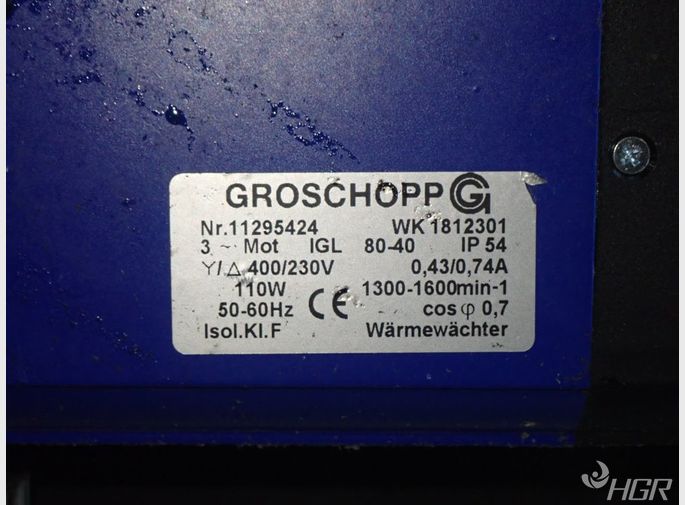 GROSCHOPP G
Nr.11295424 WK 1812301
3 ~ Mot IGL 80-40 IP 54
Y/△ 400/230V 0,43/0,74A
110W 1300-1600min-1
50-60Hz CE cos φ 0,7
Isol.Kl.F Wärmewächter
HGR